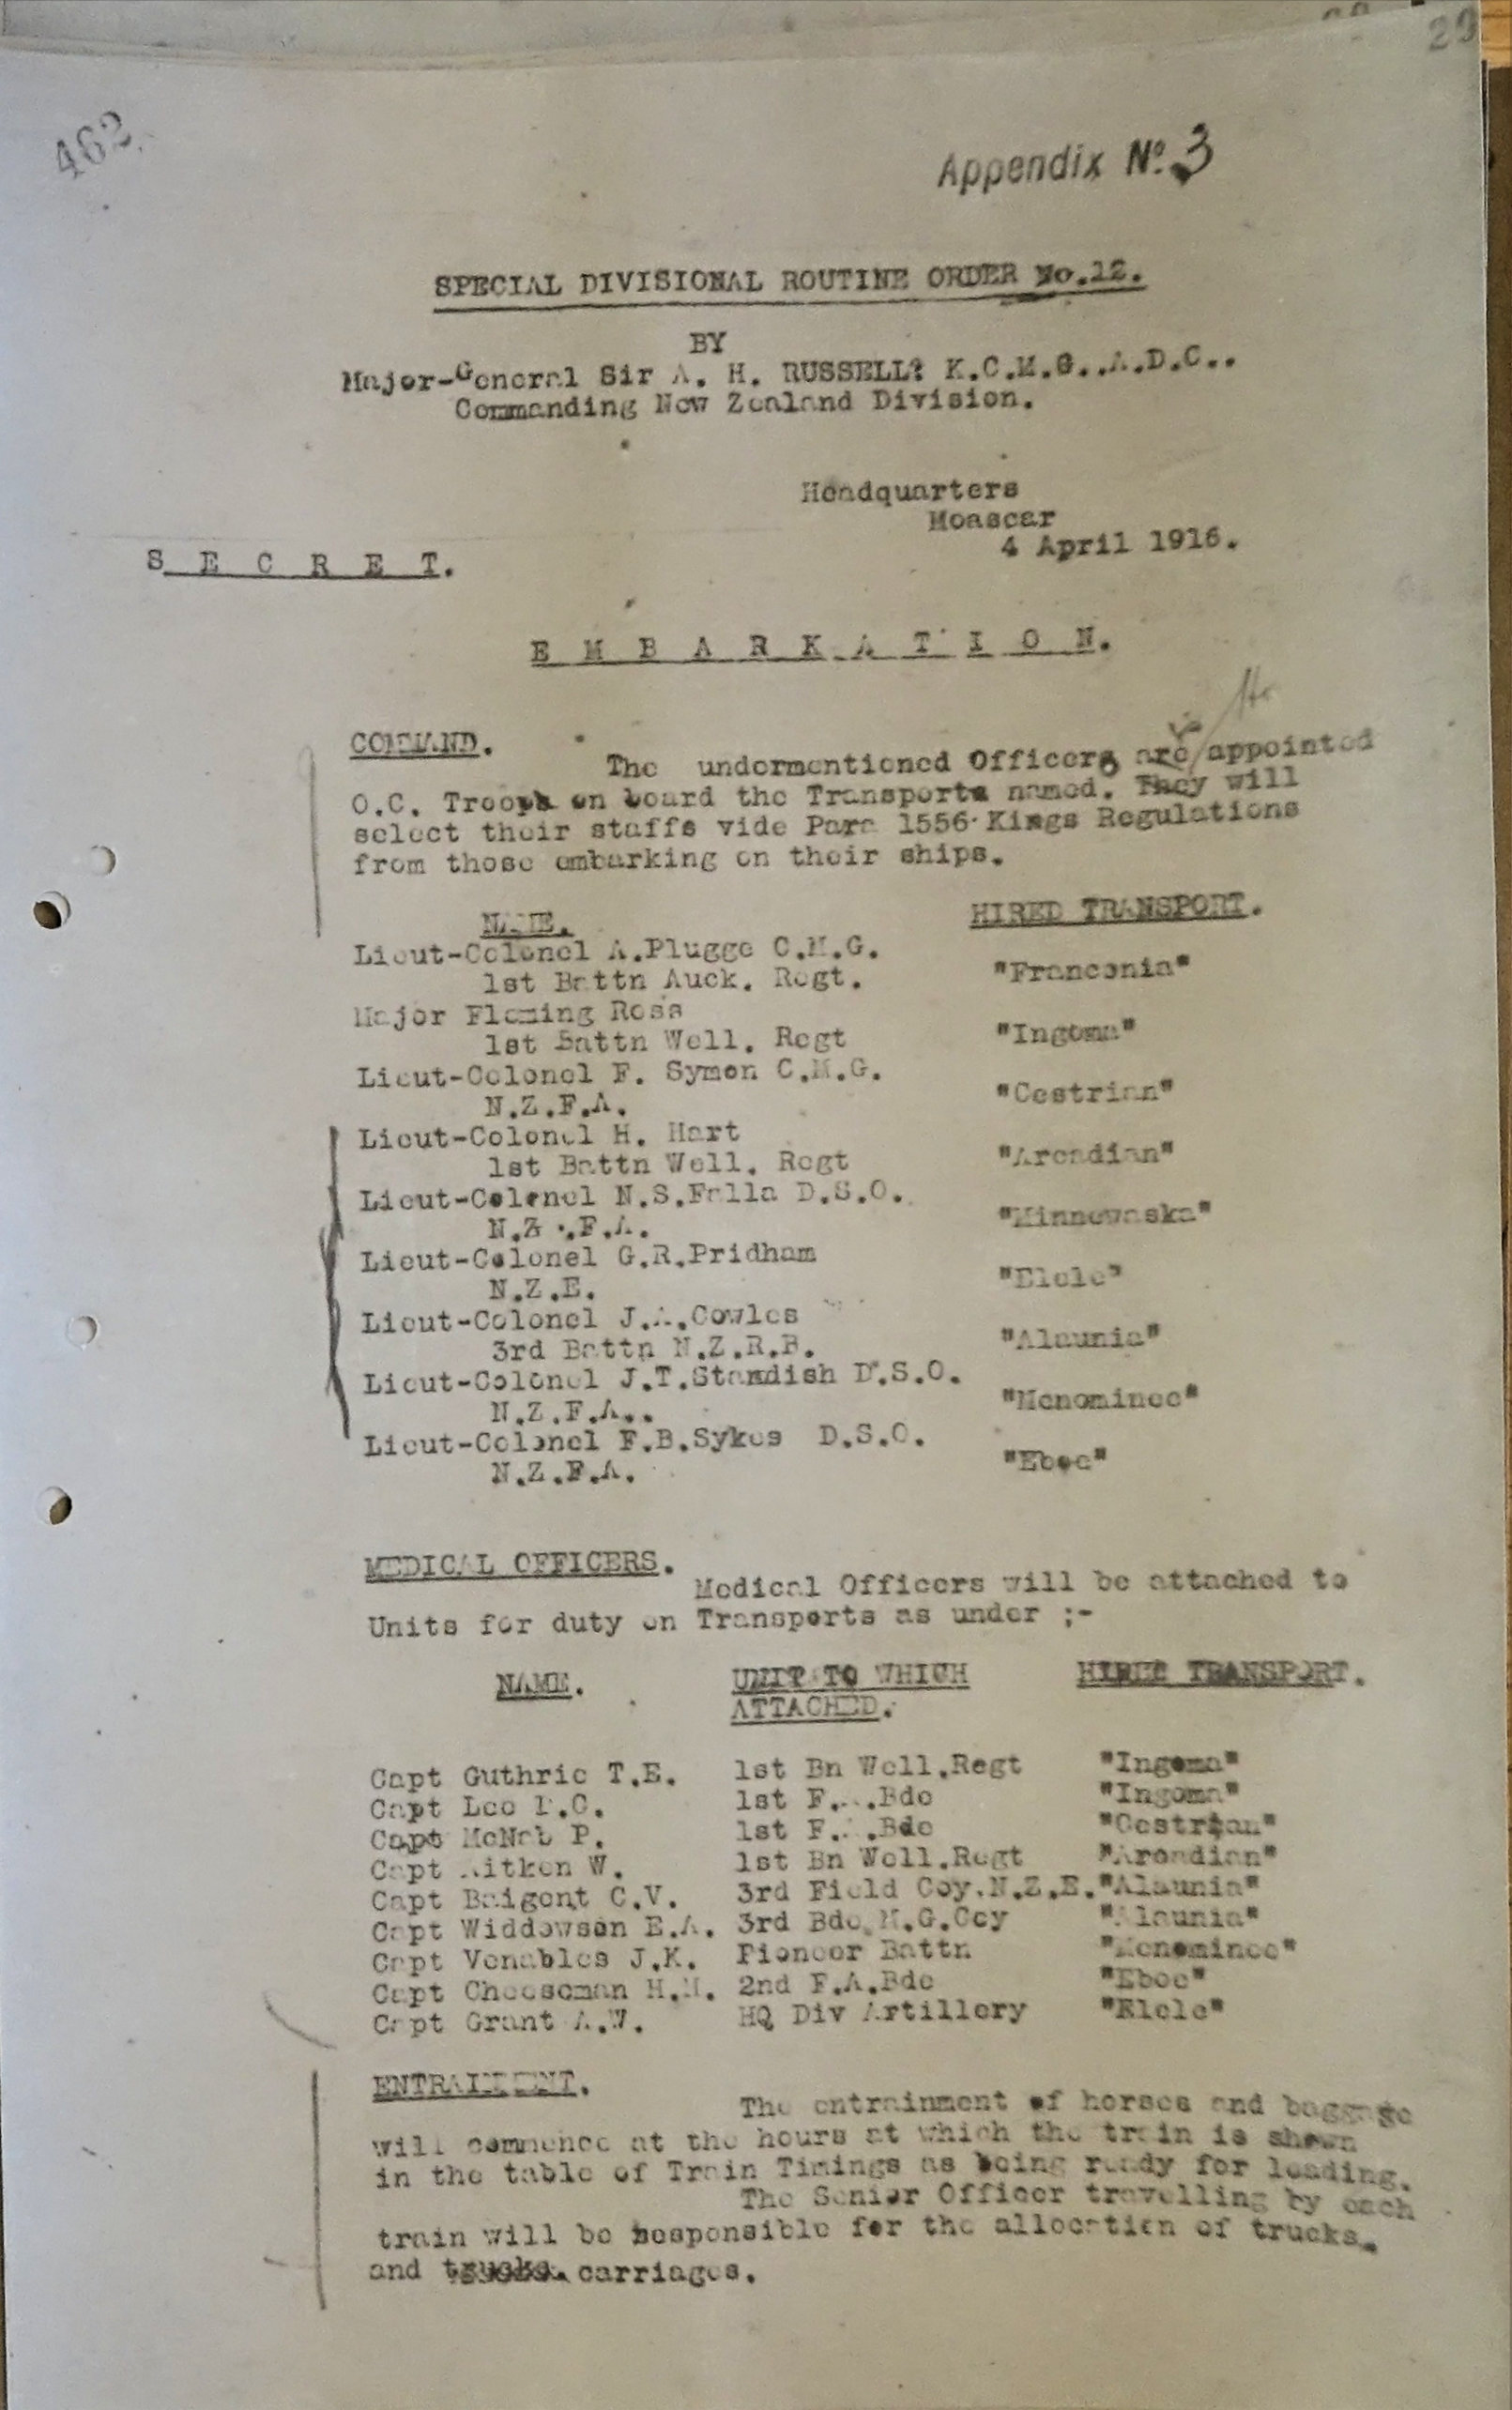 29
462.
Appendix No. 3
SPECIAL DIVISIONAL ROUTINE ORDER No.12.
BY
Major-General Sir A. H. RUSSELL? K.C.M.G..A.D.C..
Commanding New Zealand Division.
Headquarters
Moascar
4 April 1916.
S E C R E T.
E M B A R K A T I O N.
COMMAND.
The undermentioned Officers are appointed
O.C. Troops on board the Transports named. They will
select their staffs vide Para 1556 Kings Regulations
from those embarking on their ships.
NAME. HIRED TRANSPORT.
Lieut-Colonel A.Plugge C.M.G.
1st Battn Auck. Regt. "Franconia"
Major Fleming Ross
1st Battn Well. Regt "Ingoma"
Lieut-Colonel F. Symon C.M.G.
N.Z.F.A. "Cestrian"
Lieut-Colonel H. Hart
1st Battn Well. Regt "Arcadian"
Lieut-Colonel N.S.Falla D.S.O.
N.Z..F.A. "Minnewaska"
Lieut-Colonel G.R.Pridham
N.Z.E. "Elele"
Lieut-Colonel J.A.Cowles
3rd Battn N.Z.R.B. "Alaunia"
Lieut-Colonel J.T.Standish D.S.O.
N.Z.F.A.. "Menominee"
Lieut-Colonel F.B.Sykes D.S.O.
N.Z.F.A. "Eboe"
MEDICAL OFFICERS.
Medical Officers will be attached to
Units for duty on Transports as under ;-
NAME. UNIT TO WHICH HIRED TRANSPORT.
ATTACHED.
Capt Guthrie T.E. 1st Bn Well.Regt "Ingoma"
Capt Lee 1st F.A.Bde "Ingoma"
Capt McNab P. 1st F.A.Bde "Cestrian"
Capt Aitken W. 1st Bn Well.Regt "Arcadian"
Capt Baigent C.V. 3rd Field Coy.N.Z.E. "Alaunia"
Capt Widdowson E.A. 3rd Bde.M.G.Coy "Alaunia"
Capt Venables J.K. Pioneer Battn "Menominee"
Capt Cheeseman H.M. 2nd F.A.Bde "Eboe"
Capt Grant A.W. HQ Div Artillery "Elele"
ENTRAINMENT.
The entrainment of horses and baggage
will commence at the hours at which the train is shewn
in the table of Train Timings as being ready for loading.
The Senior Officer travelling by each
train will be responsible for the allocation of trucks.
and trucks. carriages.